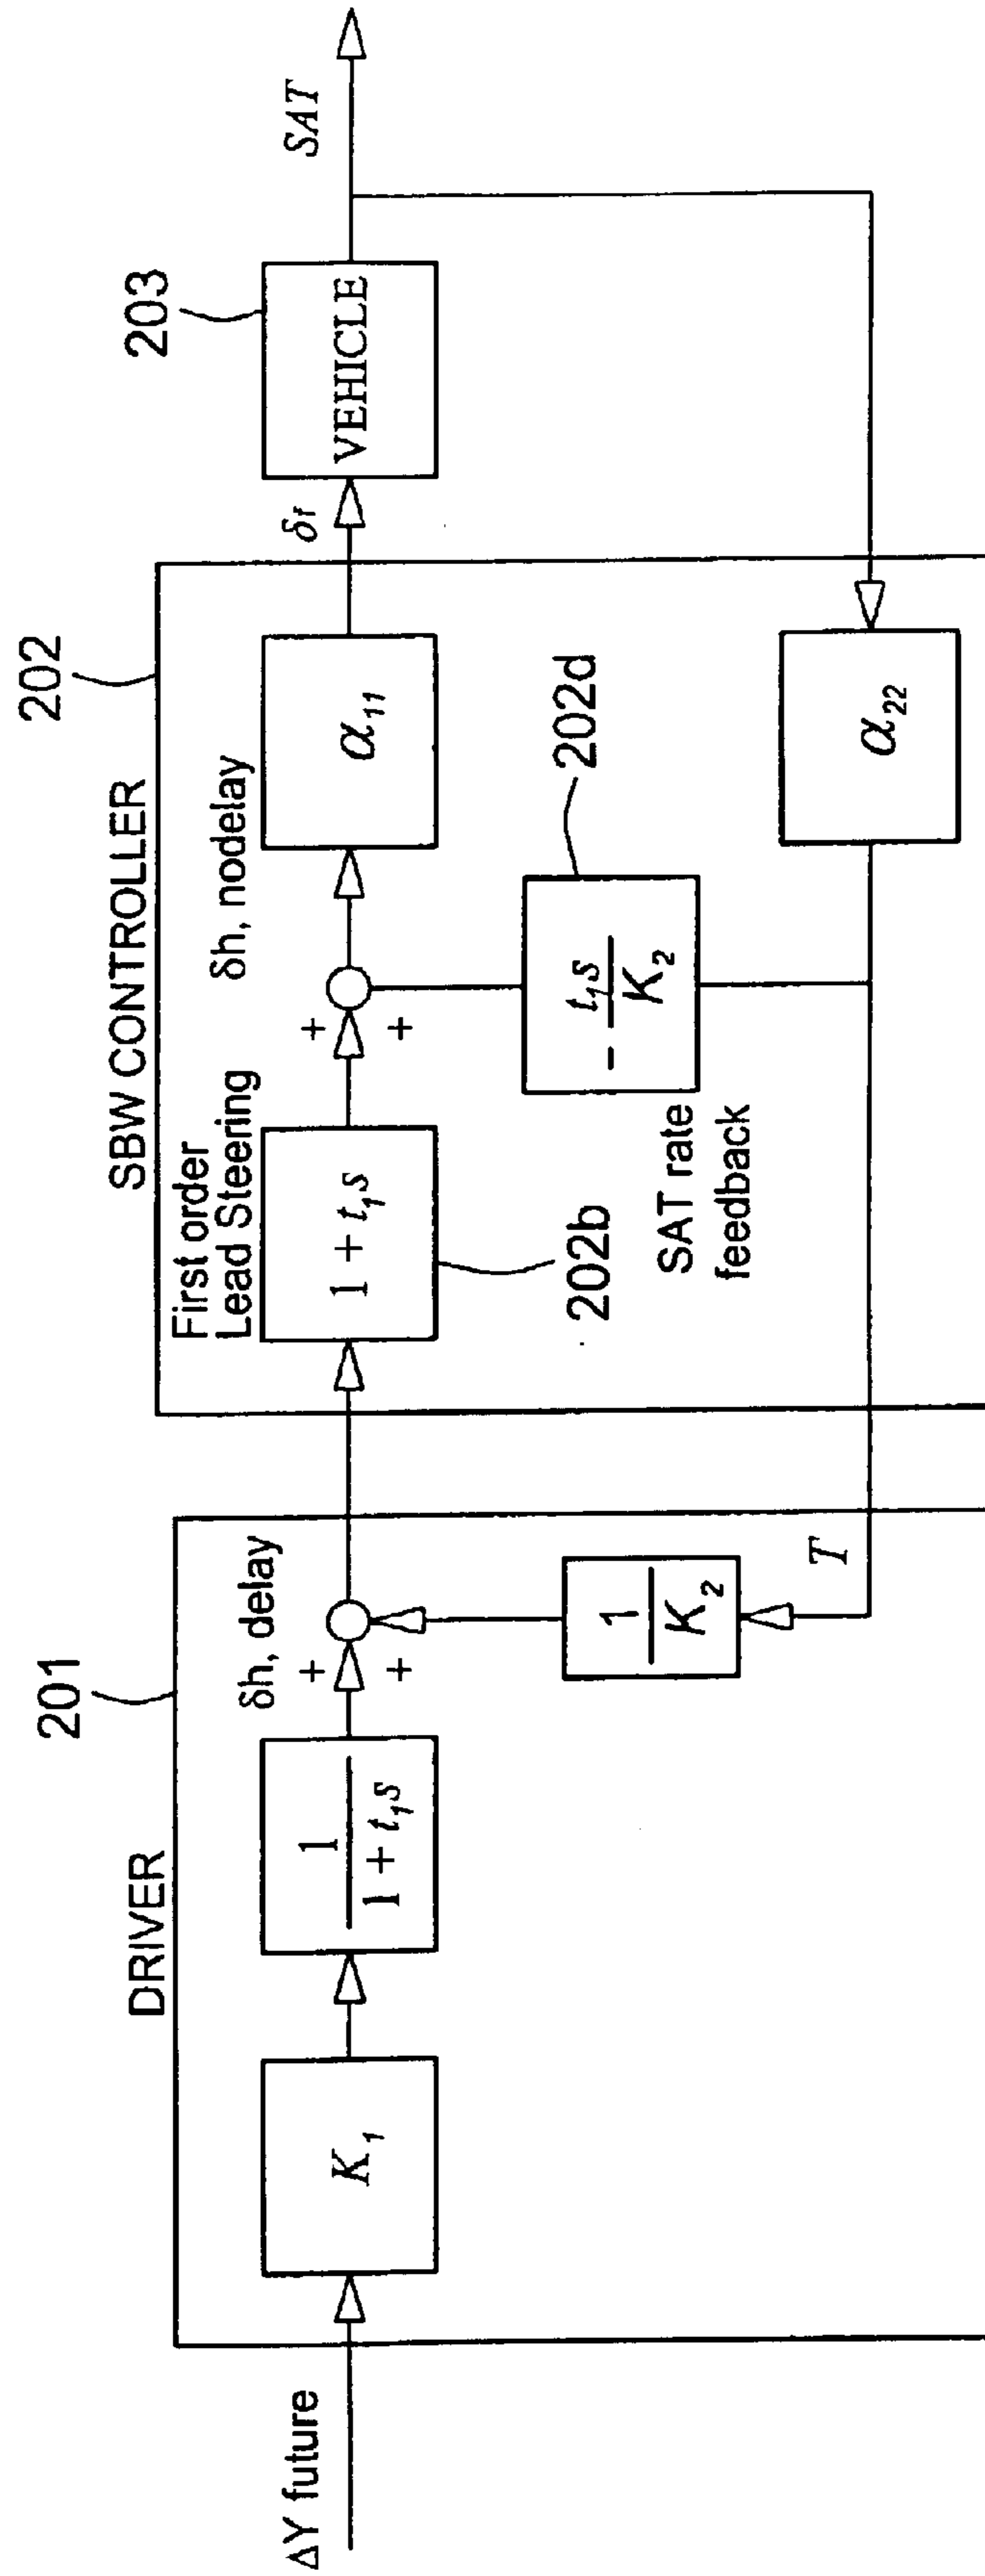 201
202
203
DRIVER
SBW CONTROLLER
ΔY future
K₁
1
1 + t₁s
δh, delay
+
+
1
K₂
T
First order
Lead Steering
1 + t₁s
202b
+
+
δh, nodelay
- t₁s
K₂
202d
SAT rate
feedback
α₁₁
α₂₂
δf
VEHICLE
SAT